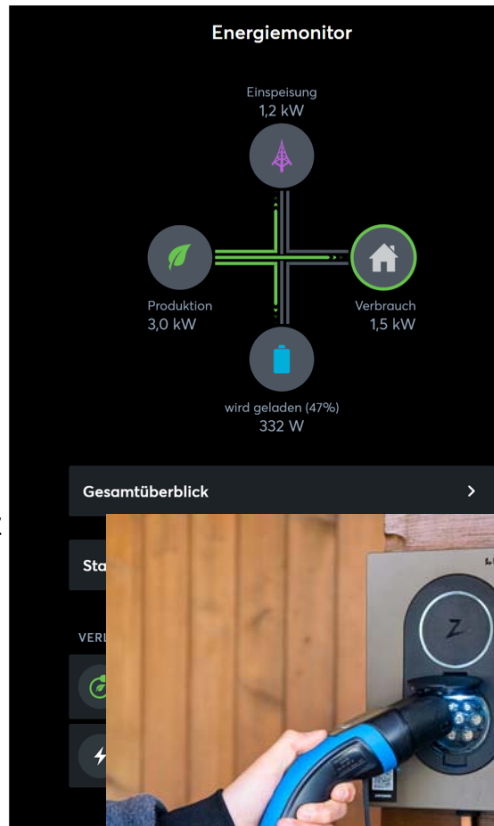 Energiemonitor
Einspeisung
1,2 kW
Produktion
3,0 kW
Verbrauch
1,5 kW
wird geladen (47%)
332 W
Gesamtüberblick
Sta
VERL